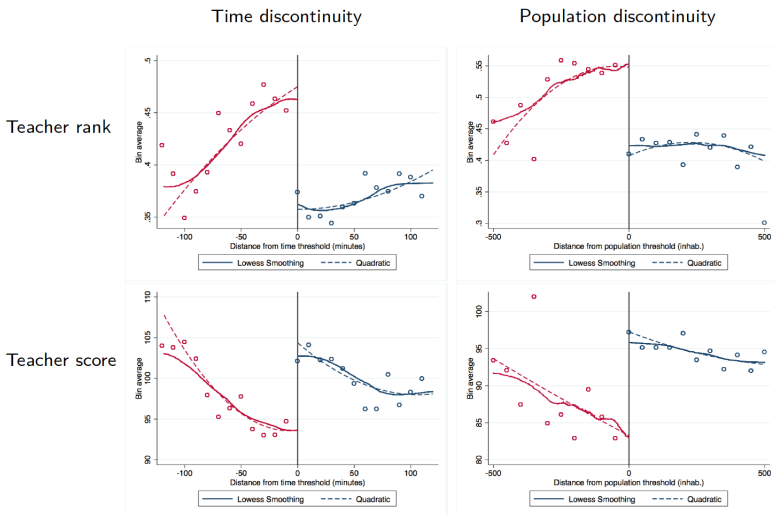 Time discontinuity
Population discontinuity
Teacher rank
Bin average
.35 .4 .45 .5
-100 -50 0 50 100
Distance from time threshold (minutes)
Lowess Smoothing Quadratic
Bin average
.3 .35 .4 .45 .5 .55
-500 0 500
Distance from population threshold (inhab.)
Lowess Smoothing Quadratic
Teacher score
Bin average
90 95 100 105 110
-100 -50 0 50 100
Distance from time threshold (minutes)
Lowess Smoothing Quadratic
Bin average
80 85 90 95 100
-500 0 500
Distance from population threshold (inhab.)
Lowess Smoothing Quadratic